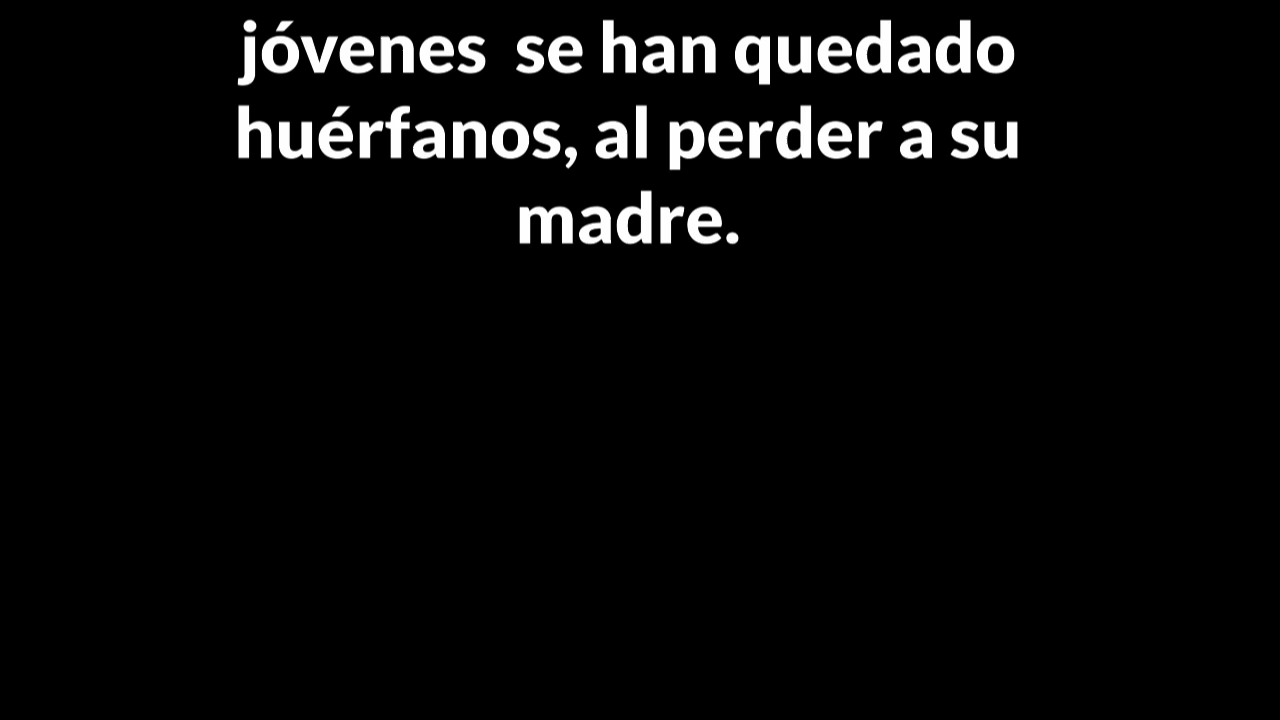 jóvenes  se han quedado
huérfanos, al perder a su
madre.